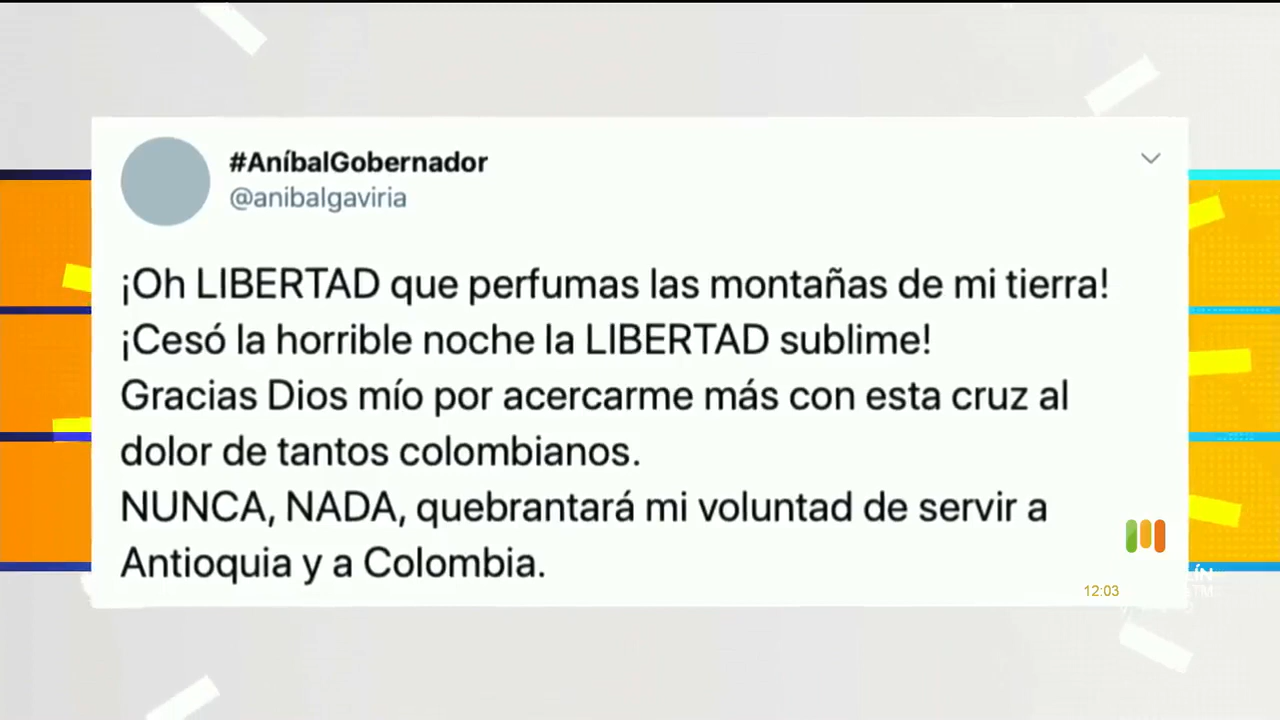 #AníbalGobernador
@anibalgaviria
¡Oh LIBERTAD que perfumas las montañas de mi tierra!
¡Cesó la horrible noche la LIBERTAD sublime!
Gracias Dios mío por acercarme más con esta cruz al
dolor de tantos colombianos.
NUNCA, NADA, quebrantará mi voluntad de servir a
Antioquia y a Colombia.
12:03